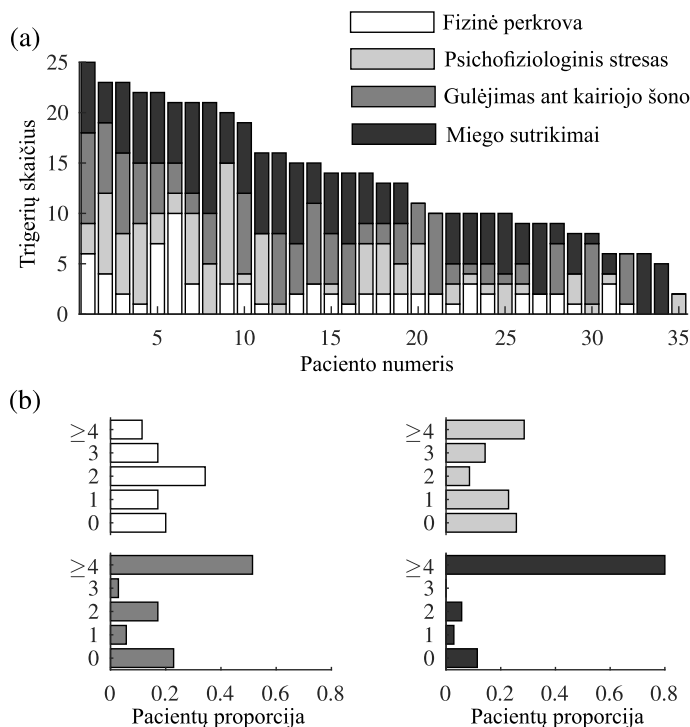 (a)
Fizinė perkrova
Psichofiziologinis stresas
Gulėjimas ant kairiojo šono
Miego sutrikimai
Trigerių skaičius
25
20
15
10
5
0
5 10 15 20 25 30 35
Paciento numeris
(b)
≥4
3
2
1
0
≥4
3
2
1
0
≥4
3
2
1
0
0 0.2 0.4 0.6 0.8
Pacientų proporcija
≥4
3
2
1
0
0 0.2 0.4 0.6 0.8
Pacientų proporcija